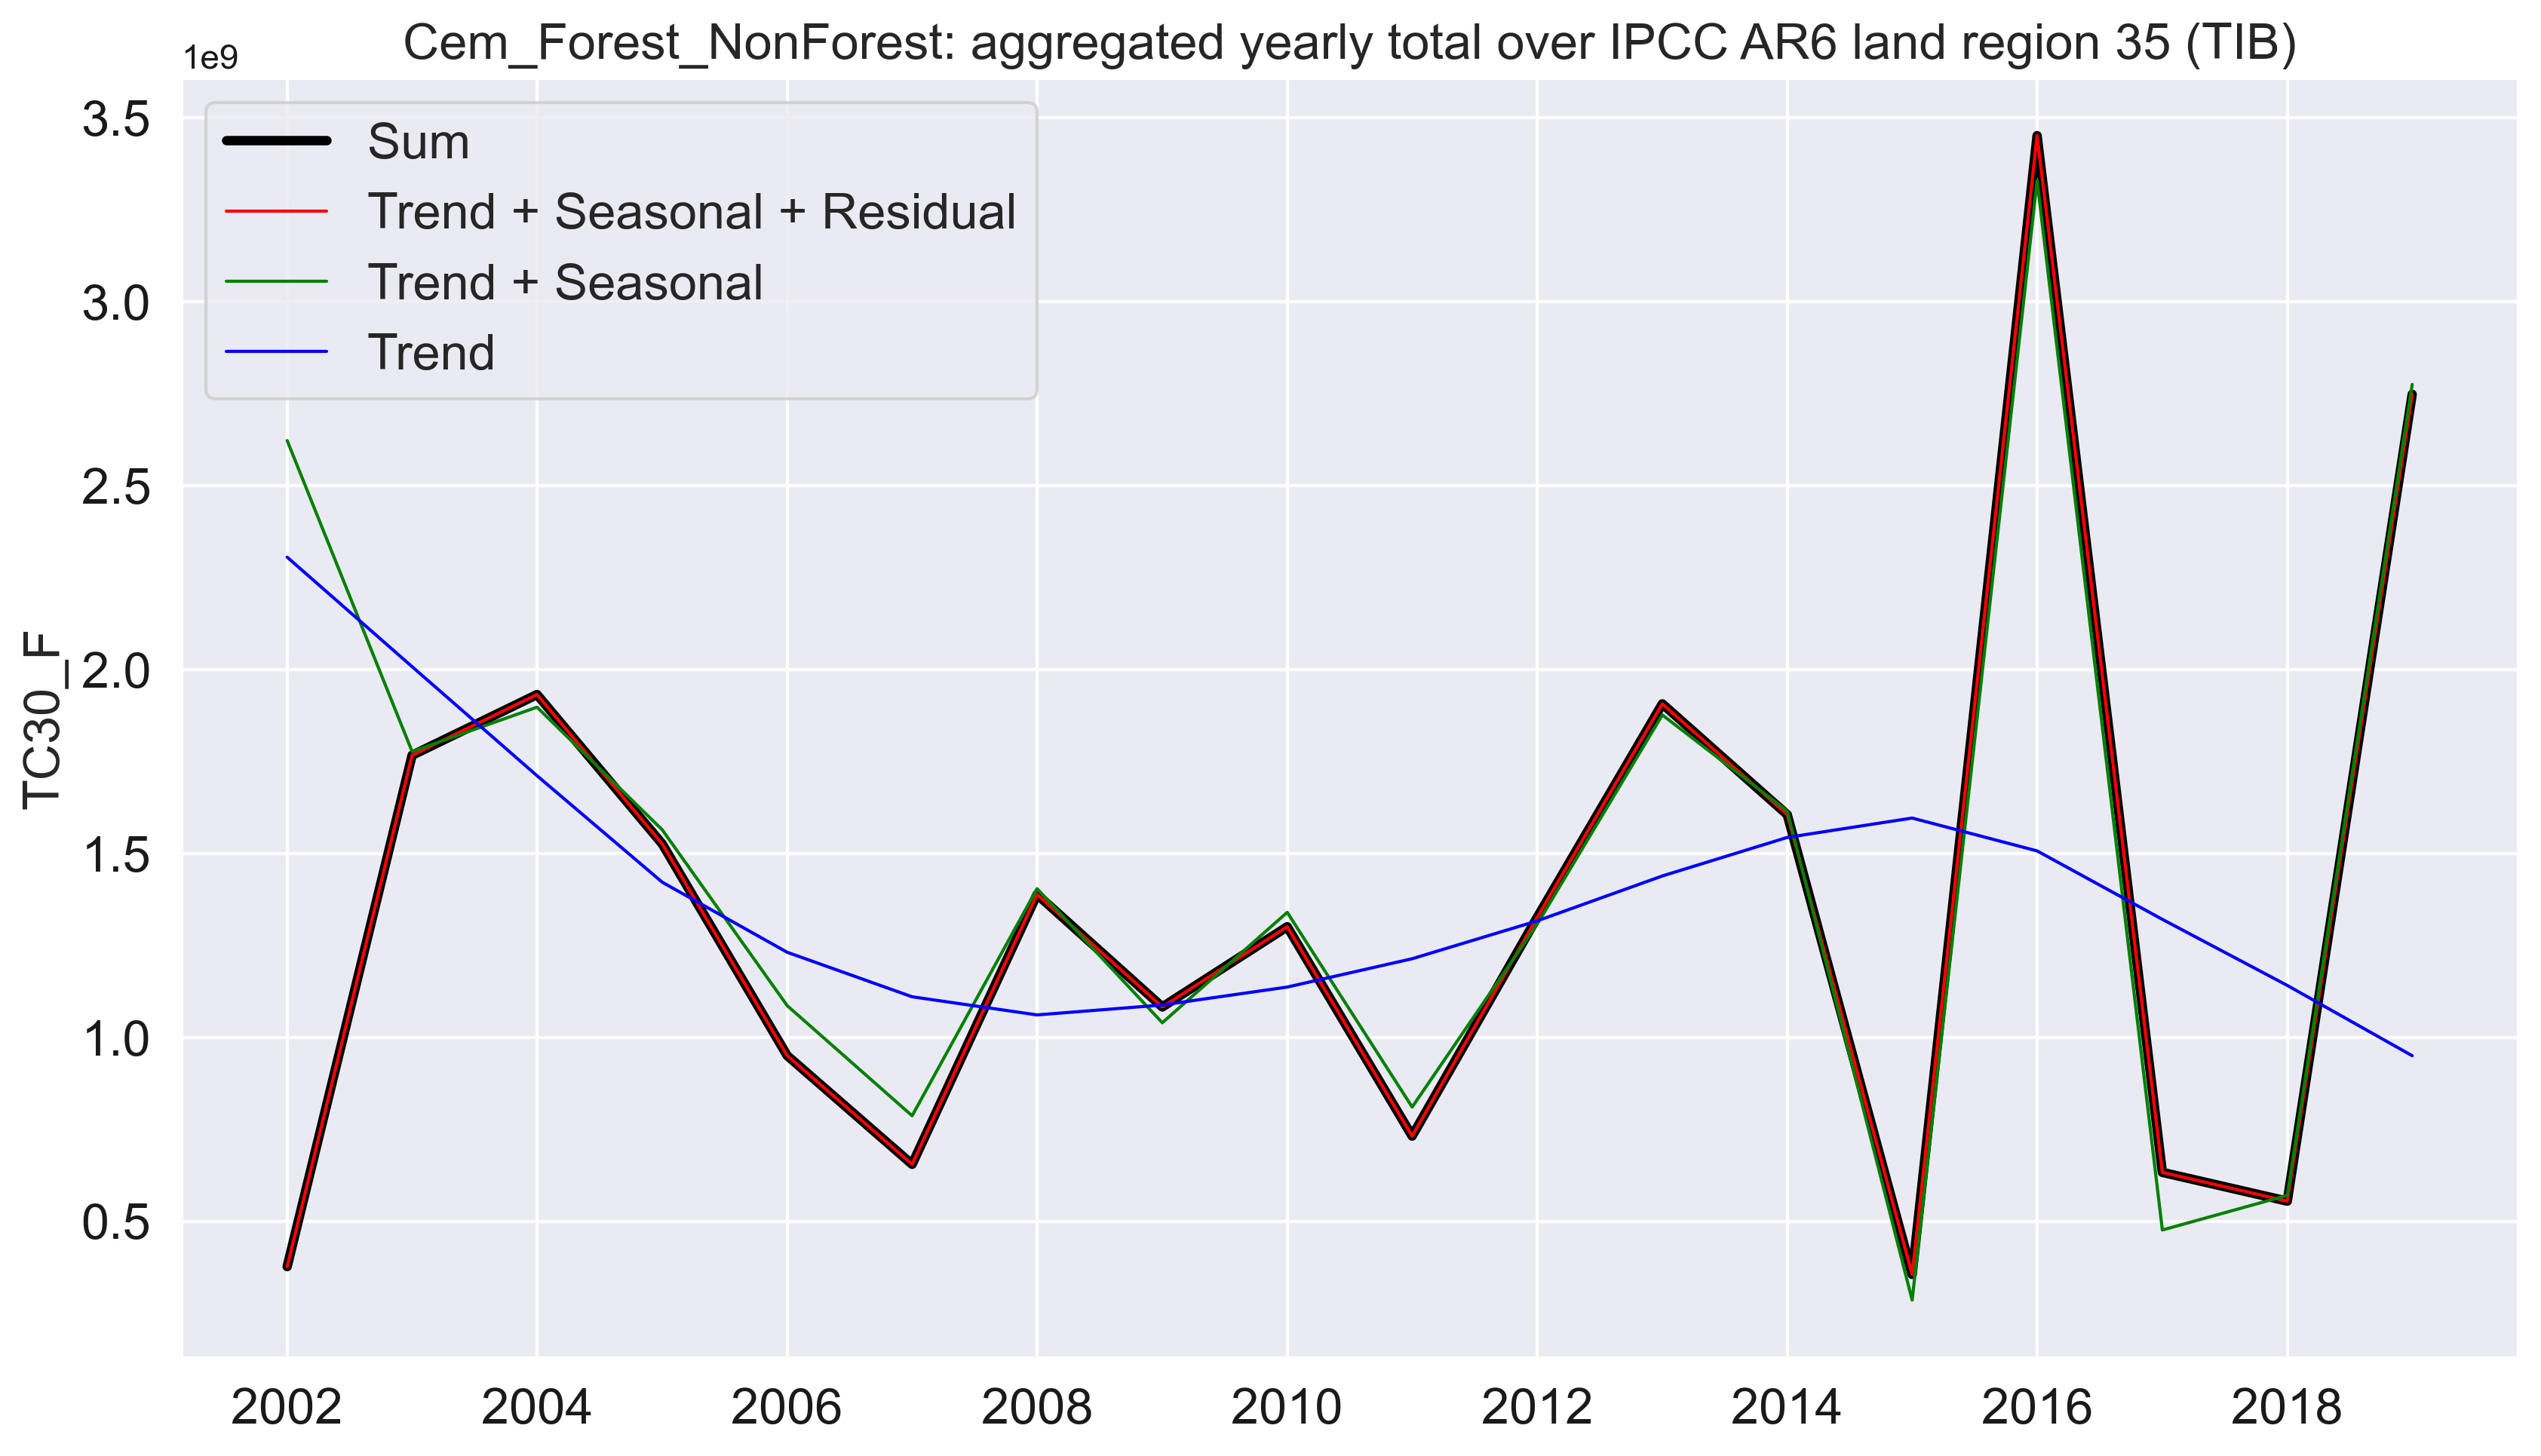 Cem_Forest_NonForest: aggregated yearly total over IPCC AR6 land region 35 (TIB)
1e9
3.5
3.0
2.5
2.0
1.5
1.0
0.5
TC30_F
Sum
Trend + Seasonal + Residual
Trend + Seasonal
Trend
2002 2004 2006 2008 2010 2012 2014 2016 2018